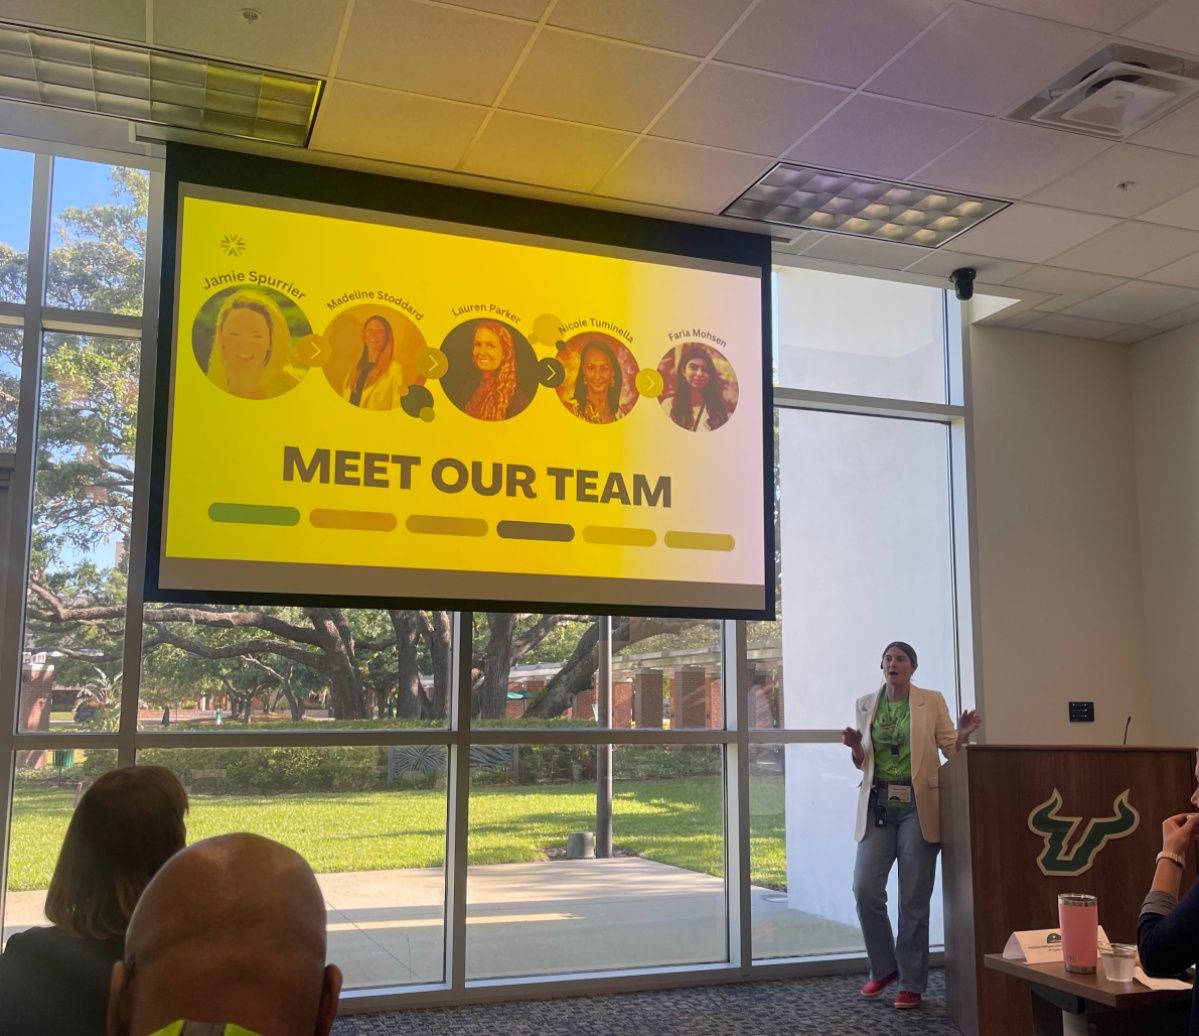 Jamie Spurrier
Madeline Stoddard
Lauren Parker
Nicole Tuminella
Faria Mohsen
MEET OUR TEAM